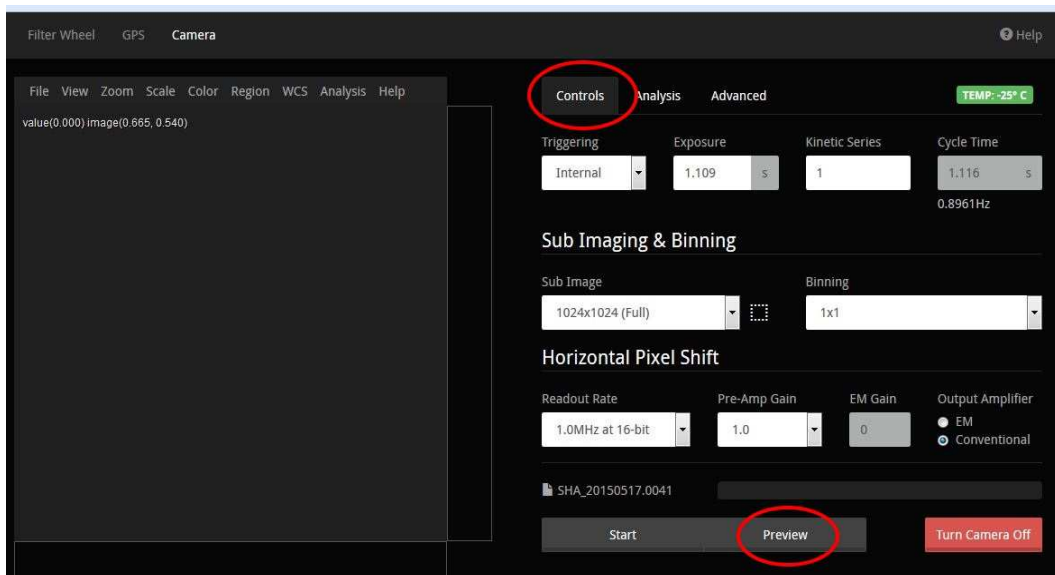 Filter Wheel GPS Camera Help
File View Zoom Scale Color Region WCS Analysis Help
value(0.000) image(0.665, 0.540)
Controls Analysis Advanced TEMP: -25° C
Triggering Exposure Kinetic Series Cycle Time
Internal 1.109 s 1 1.116 s
0.8961Hz
Sub Imaging & Binning
Sub Image Binning
1024x1024 (Full) 1x1
Horizontal Pixel Shift
Readout Rate Pre-Amp Gain EM Gain Output Amplifier
1.0MHz at 16-bit 1.0 0 EM
Conventional
SHA_20150517.0041
Start Preview Turn Camera Off